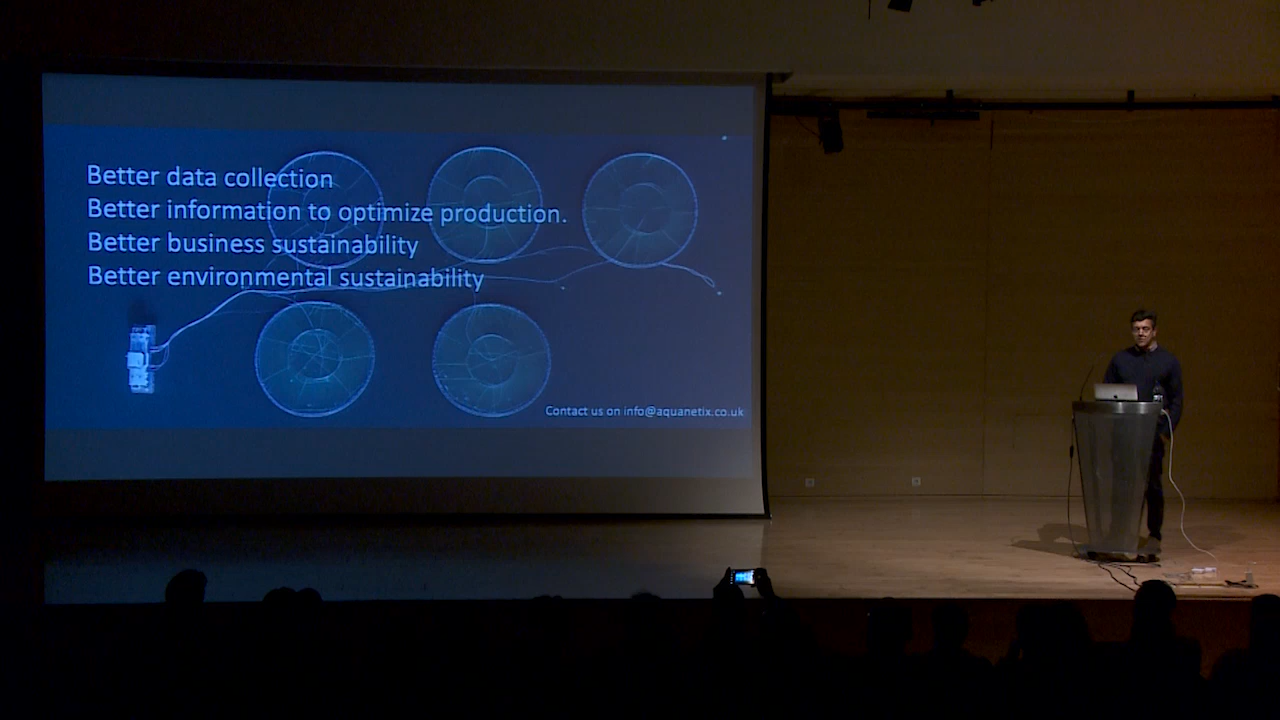 Better data collection
Better information to optimize production.
Better business sustainability
Better environmental sustainability
Contact us on info@aquanetix.co.uk